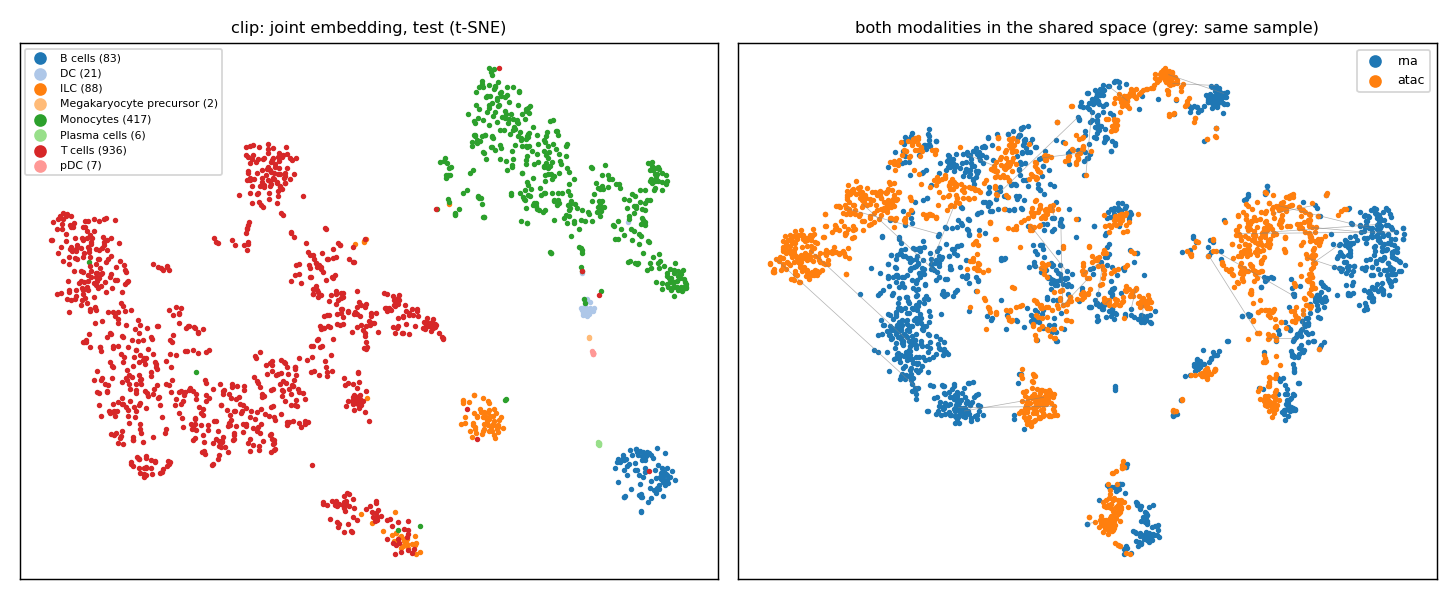 clip: joint embedding, test (t-SNE)
B cells (83)
DC (21)
ILC (88)
Megakaryocyte precursor (2)
Monocytes (417)
Plasma cells (6)
T cells (936)
pDC (7)
both modalities in the shared space (grey: same sample)
rna
atac